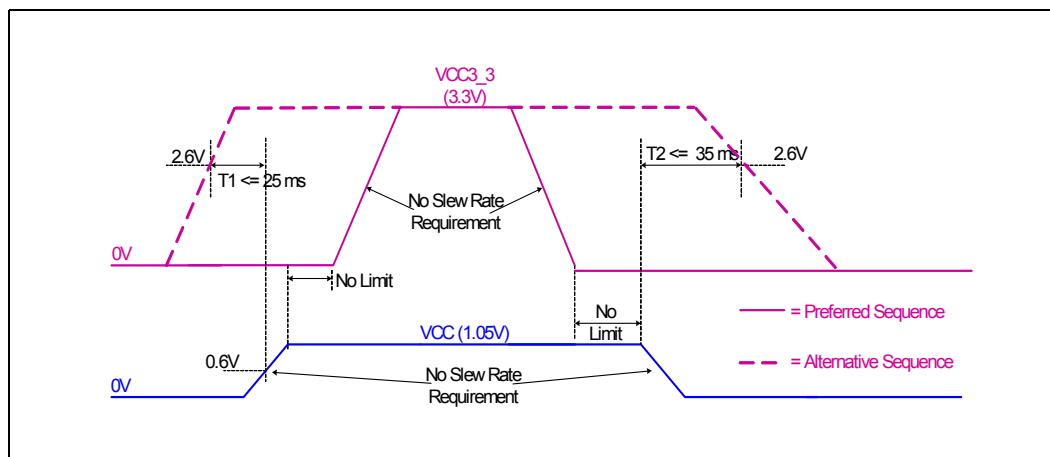 VCC3_3
(3.3V)
2.6V
T1 <= 25 ms
T2 <= 35 ms
2.6V
No Slew Rate
Requirement
0V
No Limit
No
Limit
= Preferred Sequence
VCC (1.05V)
0.6V
= Alternative Sequence
No Slew Rate
Requirement
0V